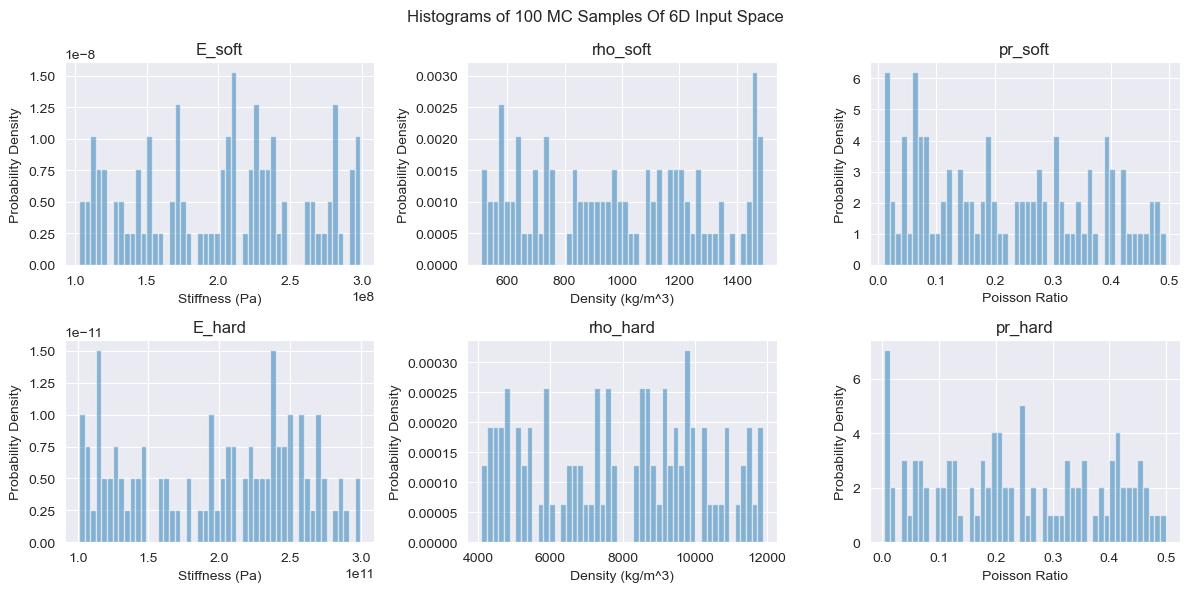 Histograms of 100 MC Samples Of 6D Input Space
E_soft
1e−8
1.50
1.25
1.00
0.75
0.50
0.25
0.00
Probability Density
1.0 1.5 2.0 2.5 3.0
1e8
Stiffness (Pa)
rho_soft
0.0030
0.0025
0.0020
0.0015
0.0010
0.0005
0.0000
Probability Density
600 800 1000 1200 1400
Density (kg/m^3)
pr_soft
6
5
4
3
2
1
0
Probability Density
0.0 0.1 0.2 0.3 0.4 0.5
Poisson Ratio
E_hard
1e−11
1.50
1.25
1.00
0.75
0.50
0.25
0.00
Probability Density
1.0 1.5 2.0 2.5 3.0
1e11
Stiffness (Pa)
rho_hard
0.00030
0.00025
0.00020
0.00015
0.00010
0.00005
0.00000
Probability Density
4000 6000 8000 10000 12000
Density (kg/m^3)
pr_hard
6
4
2
0
Probability Density
0.0 0.1 0.2 0.3 0.4 0.5
Poisson Ratio